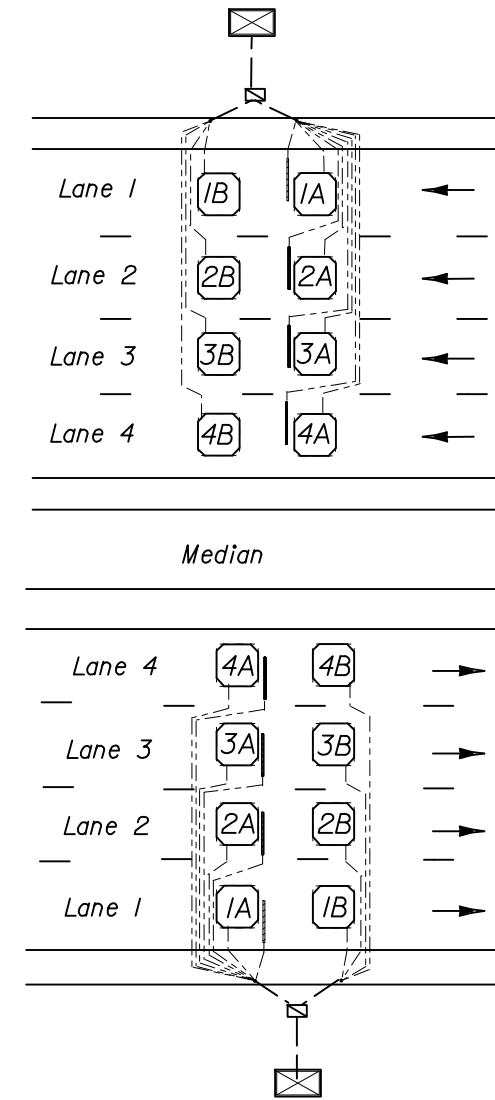 Lane 1 1B 1A
Lane 2 2B 2A
Lane 3 3B 3A
Lane 4 4B 4A
Median
Lane 4 4A 4B
Lane 3 3A 3B
Lane 2 2A 2B
Lane 1 1A 1B